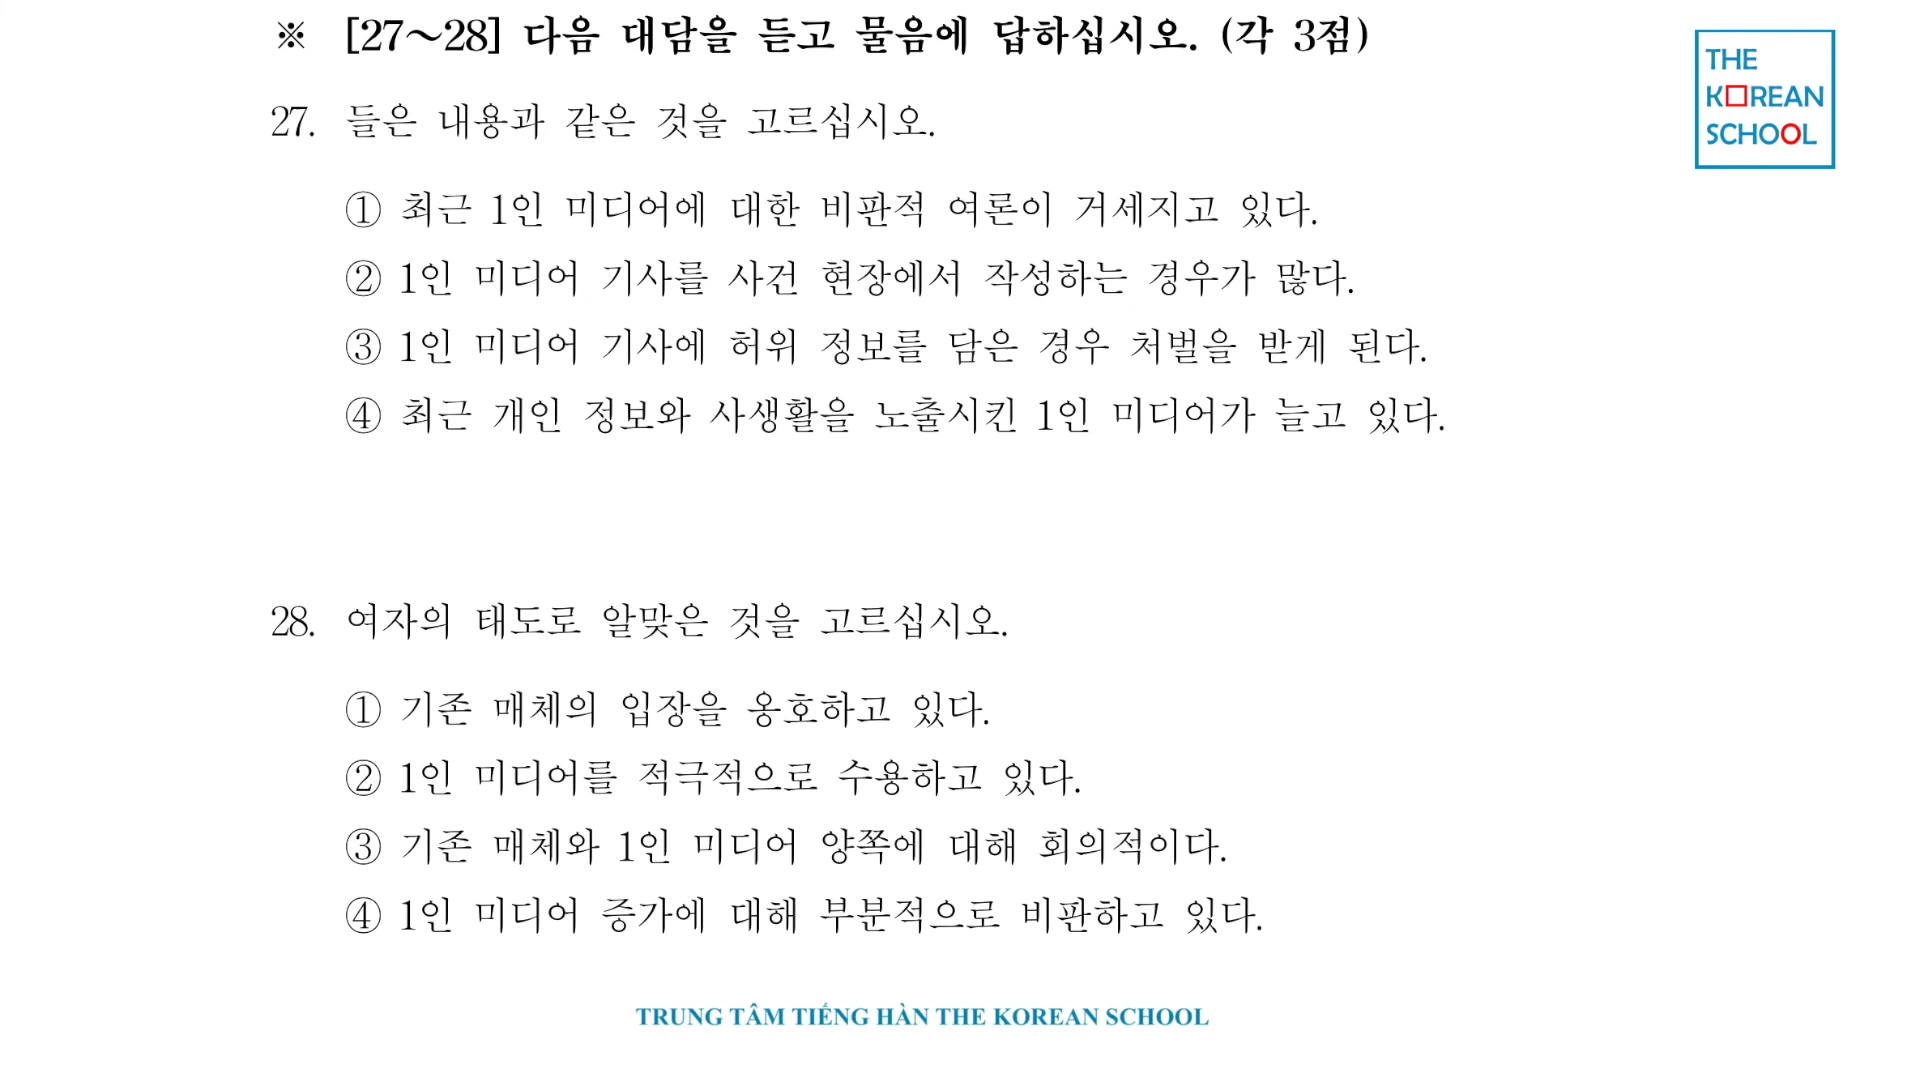 ※ [27～28] 다음 대담을 듣고 물음에 답하십시오. (각 3점)
THE
KOREAN
SCHOOL
27. 들은 내용과 같은 것을 고르십시오.
① 최근 1인 미디어에 대한 비판적 여론이 거세지고 있다.
② 1인 미디어 기사를 사건 현장에서 작성하는 경우가 많다.
③ 1인 미디어 기사에 허위 정보를 담은 경우 처벌을 받게 된다.
④ 최근 개인 정보와 사생활을 노출시킨 1인 미디어가 늘고 있다.
28. 여자의 태도로 알맞은 것을 고르십시오.
① 기존 매체의 입장을 옹호하고 있다.
② 1인 미디어를 적극적으로 수용하고 있다.
③ 기존 매체와 1인 미디어 양쪽에 대해 회의적이다.
④ 1인 미디어 증가에 대해 부분적으로 비판하고 있다.
TRUNG TÂM TIẾNG HÀN THE KOREAN SCHOOL